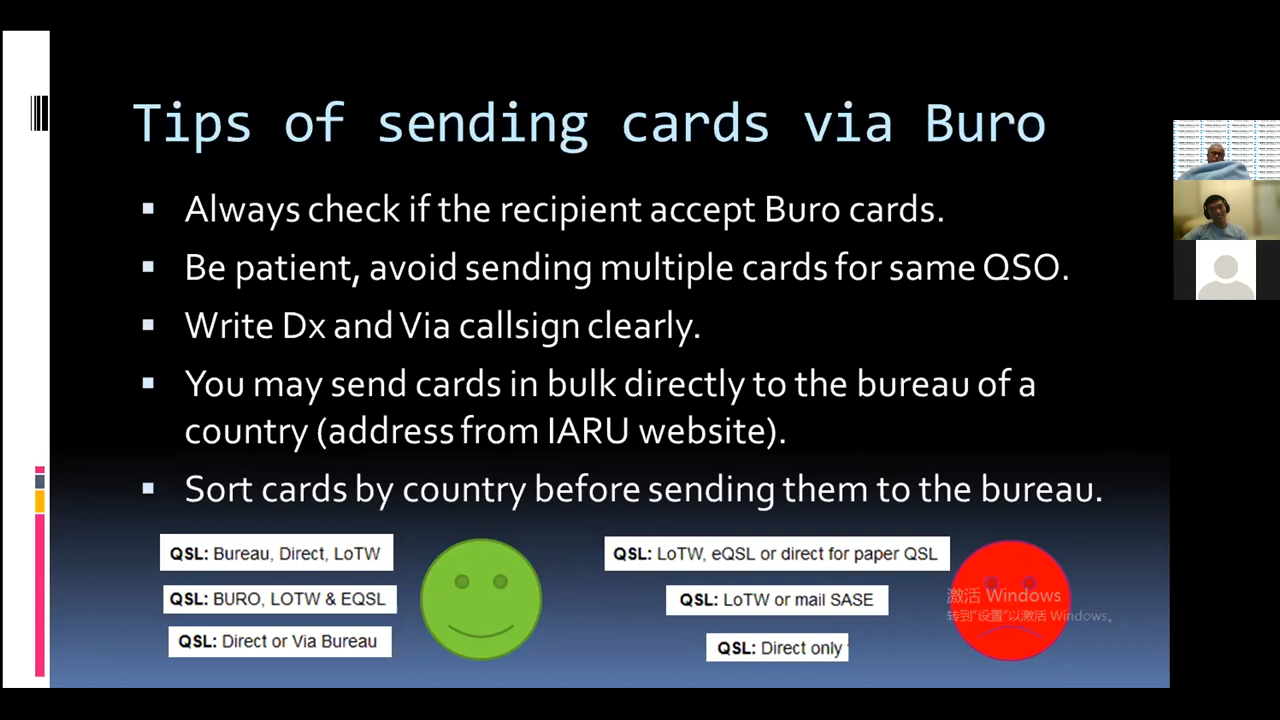 Tips of sending cards via Buro
Always check if the recipient accept Buro cards.
Be patient, avoid sending multiple cards for same QSO.
Write Dx and Via callsign clearly.
You may send cards in bulk directly to the bureau of a
country (address from IARU website).
Sort cards by country before sending them to the bureau.
QSL: Bureau, Direct, LoTW
QSL: BURO, LOTW & EQSL
QSL: Direct or Via Bureau
QSL: LoTW, eQSL or direct for paper QSL
QSL: LoTW or mail SASE
QSL: Direct only
激活 Windows
转到“设置”以激活 Windows。